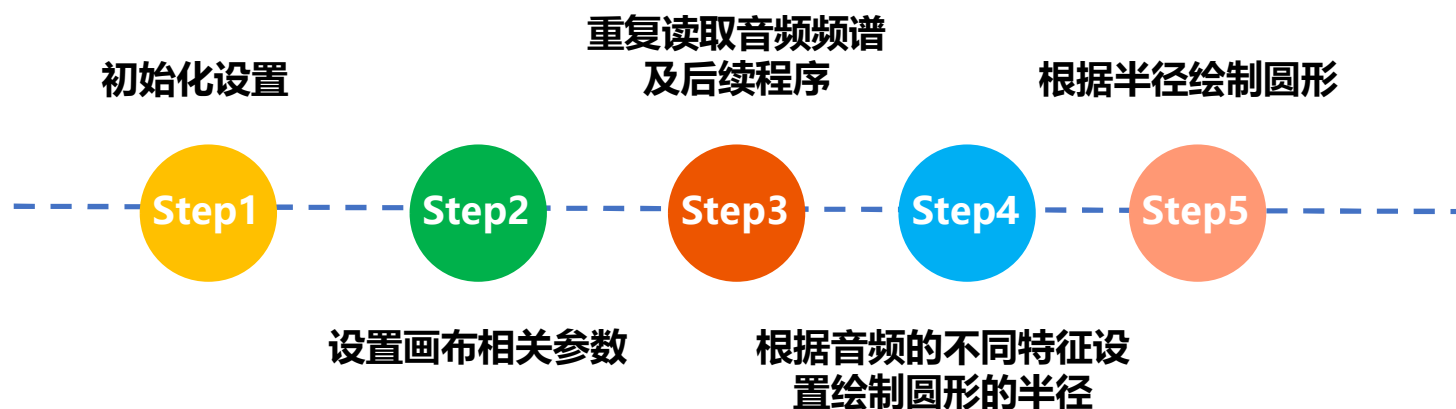 初始化设置
Step1
设置画布相关参数
Step2
重复读取音频频谱
及后续程序
Step3
根据音频的不同特征设
置绘制圆形的半径
Step4
根据半径绘制圆形
Step5